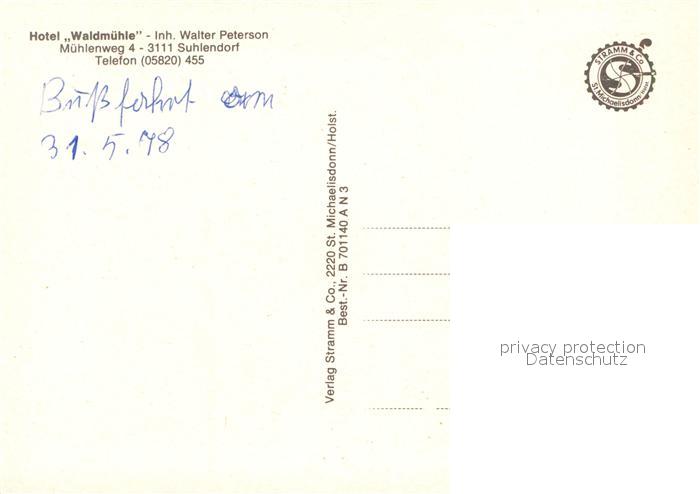 Hotel „Waldmühle" - Inh. Walter Peterson
Mühlenweg 4 - 3111 Suhlendorf
Telefon (05820) 455
Bußfahrt vom
31. 5. 78
STRAMM & Co.
St. Michaelisdonn
Verlag Stramm & Co., 2220 St. Michaelisdonn/Holst.
Best.-Nr. B 701140 A N 3
privacy protection
Datenschutz